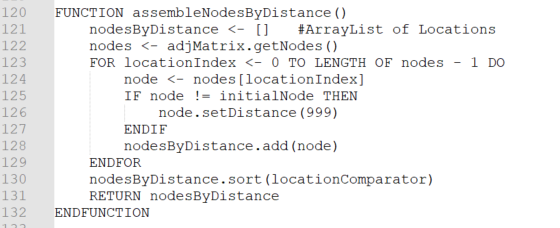 120 FUNCTION assembleNodesByDistance()
121     nodesByDistance <- []   #ArrayList of Locations
122     nodes <- adjMatrix.getNodes()
123     FOR locationIndex <- 0 TO LENGTH OF nodes - 1 DO
124         node <- nodes[locationIndex]
125         IF node != initialNode THEN
126             node.setDistance(999)
127         ENDIF
128         nodesByDistance.add(node)
129     ENDFOR
130     nodesByDistance.sort(locationComparator)
131     RETURN nodesByDistance
132 ENDFUNCTION